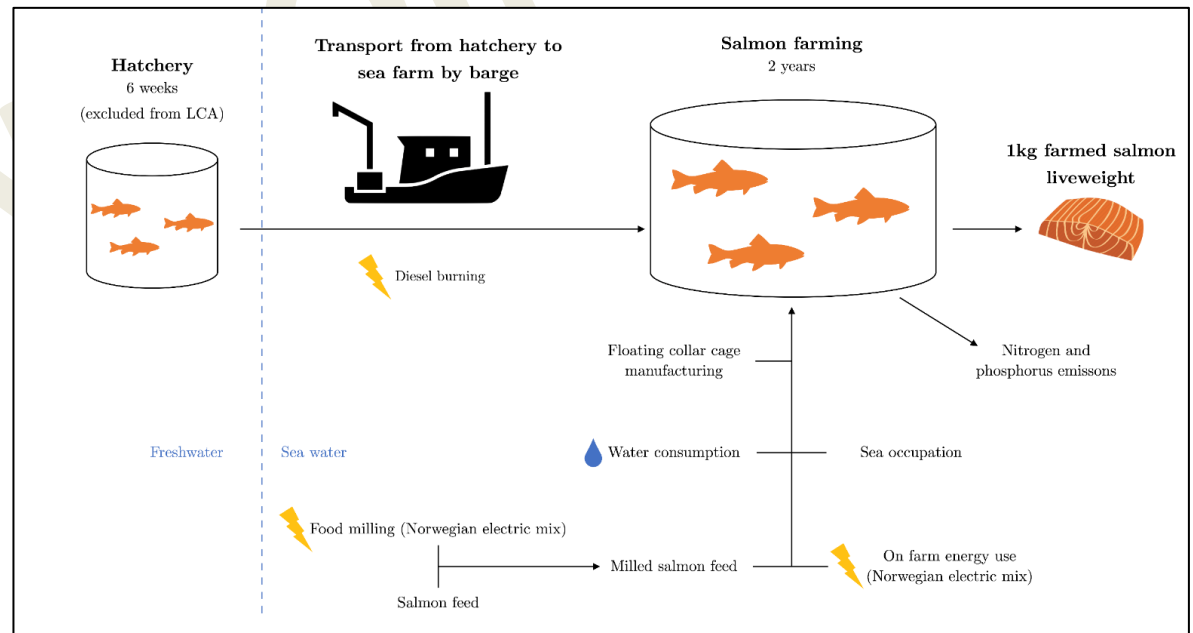 Hatchery
6 weeks
(excluded from LCA)
Transport from hatchery to
sea farm by barge
Salmon farming
2 years
1kg farmed salmon
liveweight
Diesel burning
Floating collar cage
manufacturing
Nitrogen and
phosphorus emissons
Freshwater
Sea water
Water consumption
Sea occupation
Food milling (Norwegian electric mix)
Milled salmon feed
On farm energy use
(Norwegian electric mix)
Salmon feed